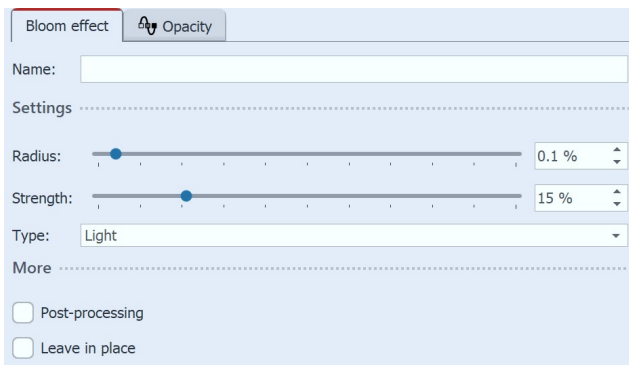 Bloom effect Opacity
Name:
Settings
Radius: 0.1 %
Strength: 15 %
Type: Light
More
Post-processing
Leave in place